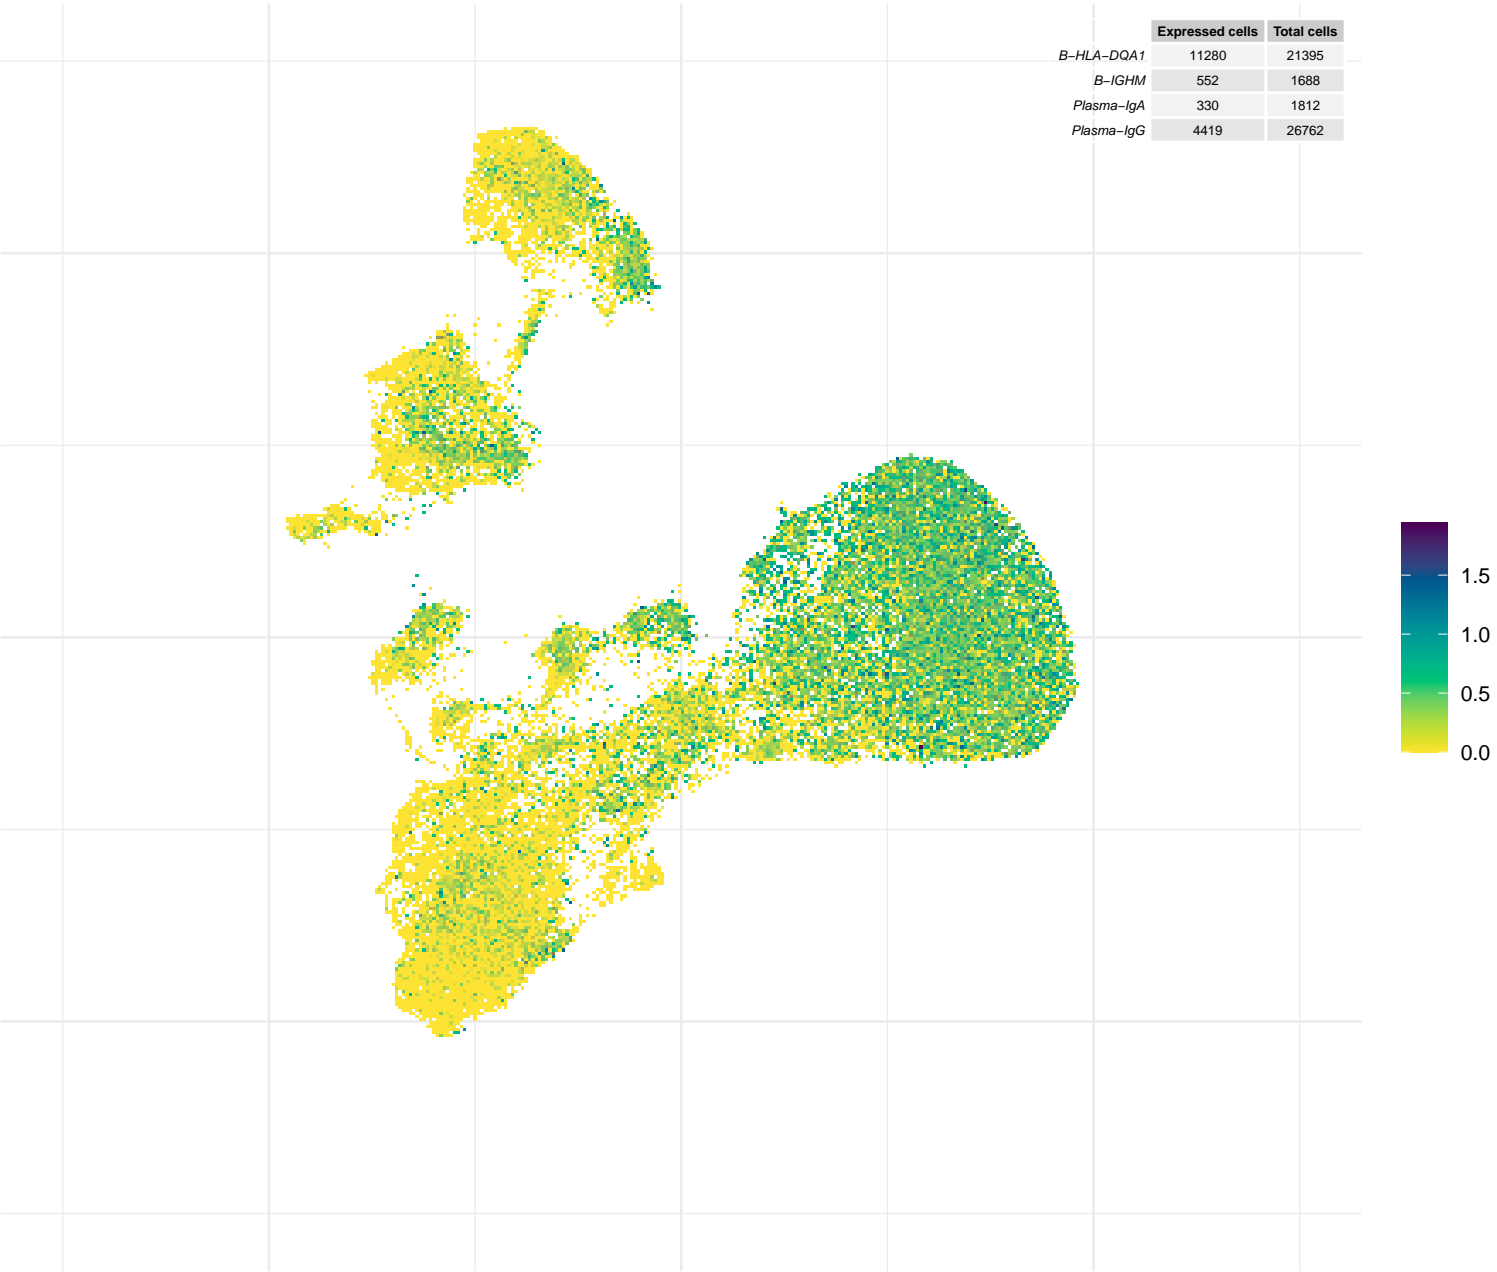 Expressed cells Total cells
B−HLA−DQA1 11280 21395
B−IGHM 552 1688
Plasma−IgA 330 1812
Plasma−IgG 4419 26762
1.5
1.0
0.5
0.0